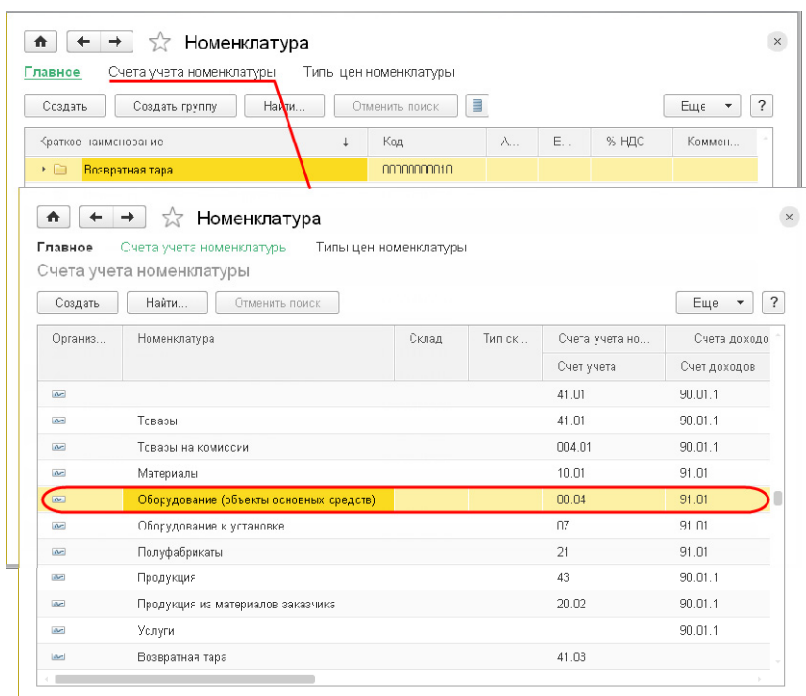 Номенклатура
Главное Счета учета номенклатуры Типы цен номенклатуры
Создать Создать группу Найти... Отменить поиск Еще ?
Краткое наименование ↓ Код А... Е... % НДС Коммен...
Возвратная тара 00000000010
Номенклатура
Главное Счета учета номенклатуры Типы цен номенклатуры
Счета учета номенклатуры
Создать Найти... Отменить поиск Еще ?
Организ... Номенклатура Склад Тип ск... Счета учета но... Счета доходо
Счет учета Счет доходов
41.01 90.01.1
Товары 41.01 90.01.1
Товары на комиссии 004.01 90.01.1
Материалы 10.01 91.01
Оборудование (объекты основных средств) 91.01
Оборудование к установке 07 91.01
Полуфабрикаты 21 91.01
Продукция 43 90.01.1
Продукция из материалов заказчика 20.02 90.01.1
Услуги 90.01.1
Возвратная тара 41.03